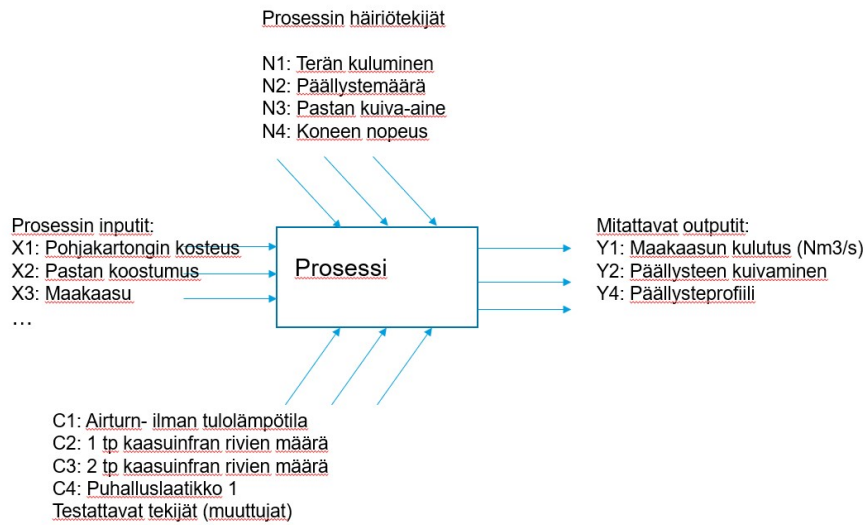 Prosessin häiriötekijät
N1: Terän kuluminen
N2: Päällystemäärä
N3: Pastan kuiva-aine
N4: Koneen nopeus
Prosessin inputit:
X1: Pohjakartongin kosteus
X2: Pastan koostumus
X3: Maakaasu
...
Prosessi
Mitattavat outputit:
Y1: Maakaasun kulutus (Nm3/s)
Y2: Päällysteen kuivaminen
Y4: Päällysteprofiili
C1: Airturn- ilman tulolämpötila
C2: 1 tp kaasuinfran rivien määrä
C3: 2 tp kaasuinfran rivien määrä
C4: Puhalluslaatikko 1
Testattavat tekijät (muuttujat)